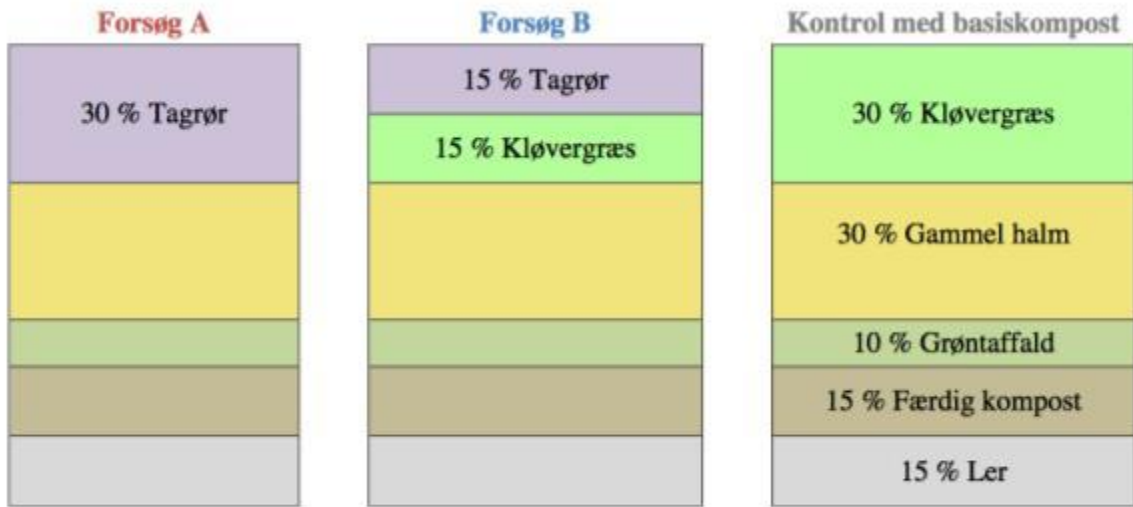 Forsøg A
30 % Tagrør
Forsøg B
15 % Tagrør
15 % Kløvergræs
Kontrol med basiskompost
30 % Kløvergræs
30 % Gammel halm
10 % Grøntaffald
15 % Færdig kompost
15 % Ler